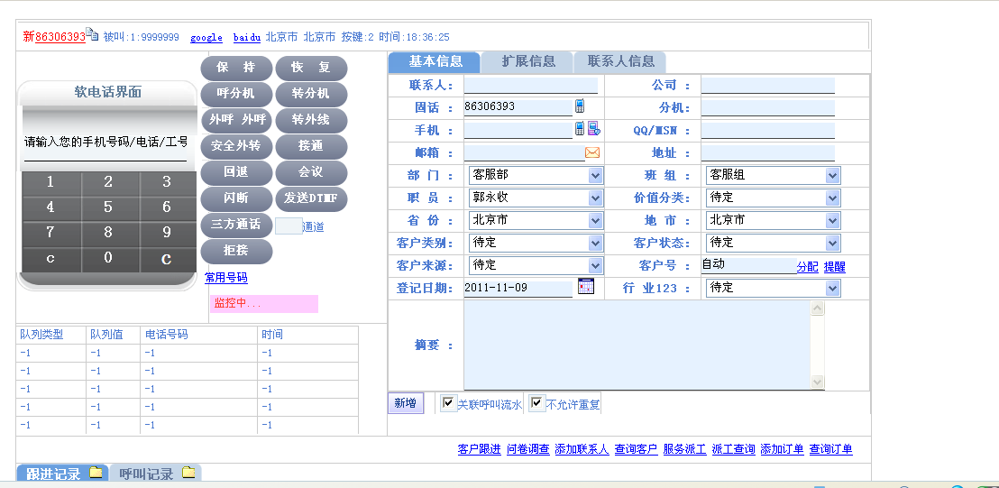 新86306393 被叫:1:9999999 google baidu 北京市 北京市 按键:2 时间:18:36:25
软电话界面
请输入您的手机号码/电话/工号
1 2 3
4 5 6
7 8 9
c 0 c
保 持 恢 复
呼分机 转分机
外呼 外呼 转外线
安全外转 接通
回退 会议
闪断 发送DTMF
三方通话 通道
拒接
常用号码
监控中...
基本信息 扩展信息 联系人信息
联系人: 公司 :
固话 : 86306393 分机:
手机 : QQ/MSN :
邮箱 : 地址 :
部 门 : 客服部 班 组 : 客服组
职 员 : 郭永收 价值分类: 待定
省 份 : 北京市 地 市 : 北京市
客户类别: 待定 客户状态: 待定
客户来源: 待定 客户号 : 自动 分配 提醒
登记日期: 2011-11-09 行 业123 : 待定
摘要 :
新增 关联呼叫流水 不允许重复
队列类型 队列值 电话号码 时间
-1 -1 -1 -1
-1 -1 -1 -1
-1 -1 -1 -1
-1 -1 -1 -1
-1 -1 -1 -1
客户跟进 问卷调查 添加联系人 查询客户 服务派工 派工查询 添加订单 查询订单
跟进记录 呼叫记录